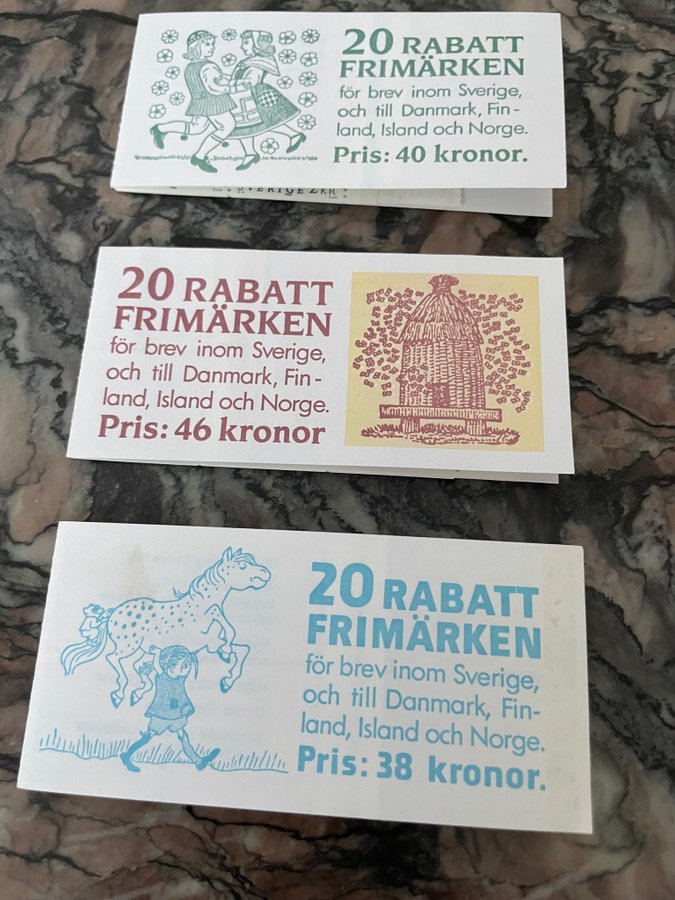 20 RABATT
FRIMÄRKEN
för brev inom Sverige,
och till Danmark, Fin-
land, Island och Norge.
Pris: 40 kronor.
SVERIGE 2KR
20 RABATT
FRIMÄRKEN
för brev inom Sverige,
och till Danmark, Fin-
land, Island och Norge.
Pris: 46 kronor
20 RABATT
FRIMÄRKEN
för brev inom Sverige,
och till Danmark, Fin-
land, Island och Norge.
Pris: 38 kronor.